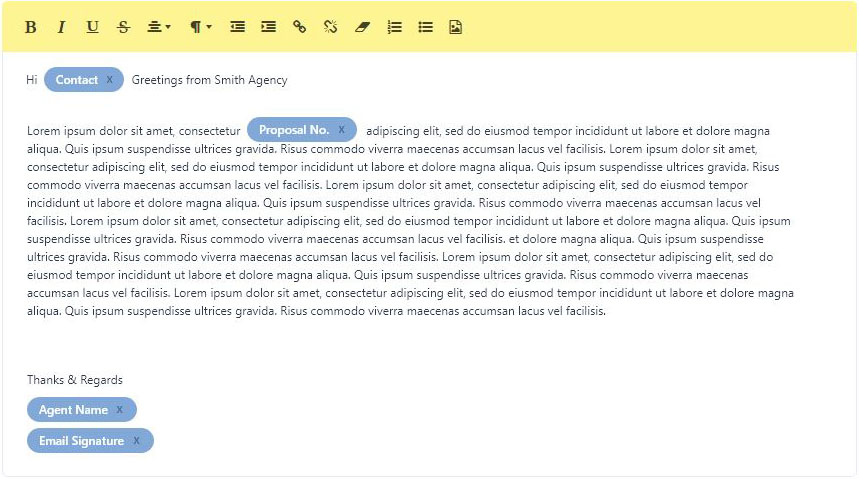 B I U S
Hi Contact x Greetings from Smith Agency
Lorem ipsum dolor sit amet, consectetur Proposal No. x adipiscing elit, sed do eiusmod tempor incididunt ut labore et dolore magna
aliqua. Quis ipsum suspendisse ultrices gravida. Risus commodo viverra maecenas accumsan lacus vel facilisis. Lorem ipsum dolor sit amet,
consectetur adipiscing elit, sed do eiusmod tempor incididunt ut labore et dolore magna aliqua. Quis ipsum suspendisse ultrices gravida. Risus
commodo viverra maecenas accumsan lacus vel facilisis. Lorem ipsum dolor sit amet, consectetur adipiscing elit, sed do eiusmod tempor
incididunt ut labore et dolore magna aliqua. Quis ipsum suspendisse ultrices gravida. Risus commodo viverra maecenas accumsan lacus vel
facilisis. Lorem ipsum dolor sit amet, consectetur adipiscing elit, sed do eiusmod tempor incididunt ut labore et dolore magna aliqua. Quis ipsum
suspendisse ultrices gravida. Risus commodo viverra maecenas accumsan lacus vel facilisis. et dolore magna aliqua. Quis ipsum suspendisse
ultrices gravida. Risus commodo viverra maecenas accumsan lacus vel facilisis. Lorem ipsum dolor sit amet, consectetur adipiscing elit, sed do
eiusmod tempor incididunt ut labore et dolore magna aliqua. Quis ipsum suspendisse ultrices gravida. Risus commodo viverra maecenas
accumsan lacus vel facilisis. Lorem ipsum dolor sit amet, consectetur adipiscing elit, sed do eiusmod tempor incididunt ut labore et dolore magna
aliqua. Quis ipsum suspendisse ultrices gravida. Risus commodo viverra maecenas accumsan lacus vel facilisis.
Thanks & Regards
Agent Name x
Email Signature x